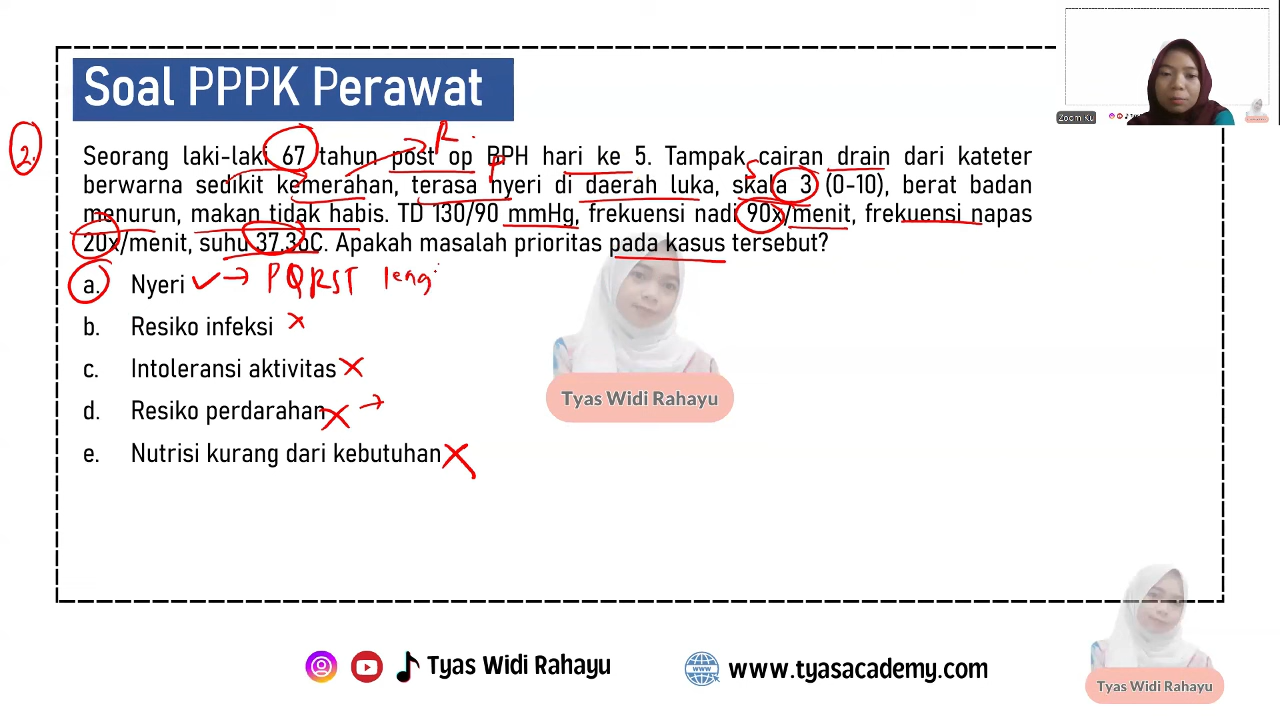 Soal PPPK Perawat
Zoom Ku
2.
R
P
S
Seorang laki-laki 67 tahun post op BPH hari ke 5. Tampak cairan drain dari kateter
berwarna sedikit kemerahan, terasa nyeri di daerah luka, skala 3 (0-10), berat badan
menurun, makan tidak habis. TD 130/90 mmHg, frekuensi nadi 90x/menit, frekuensi napas
20x/menit, suhu 37.3oC. Apakah masalah prioritas pada kasus tersebut?
a. Nyeri ✓ → PQRST leng
b. Resiko infeksi x
c. Intoleransi aktivitas x
d. Resiko perdarahan x →
e. Nutrisi kurang dari kebutuhan x
Tyas Widi Rahayu
Tyas Widi Rahayu
www.tyasacademy.com
Tyas Widi Rahayu